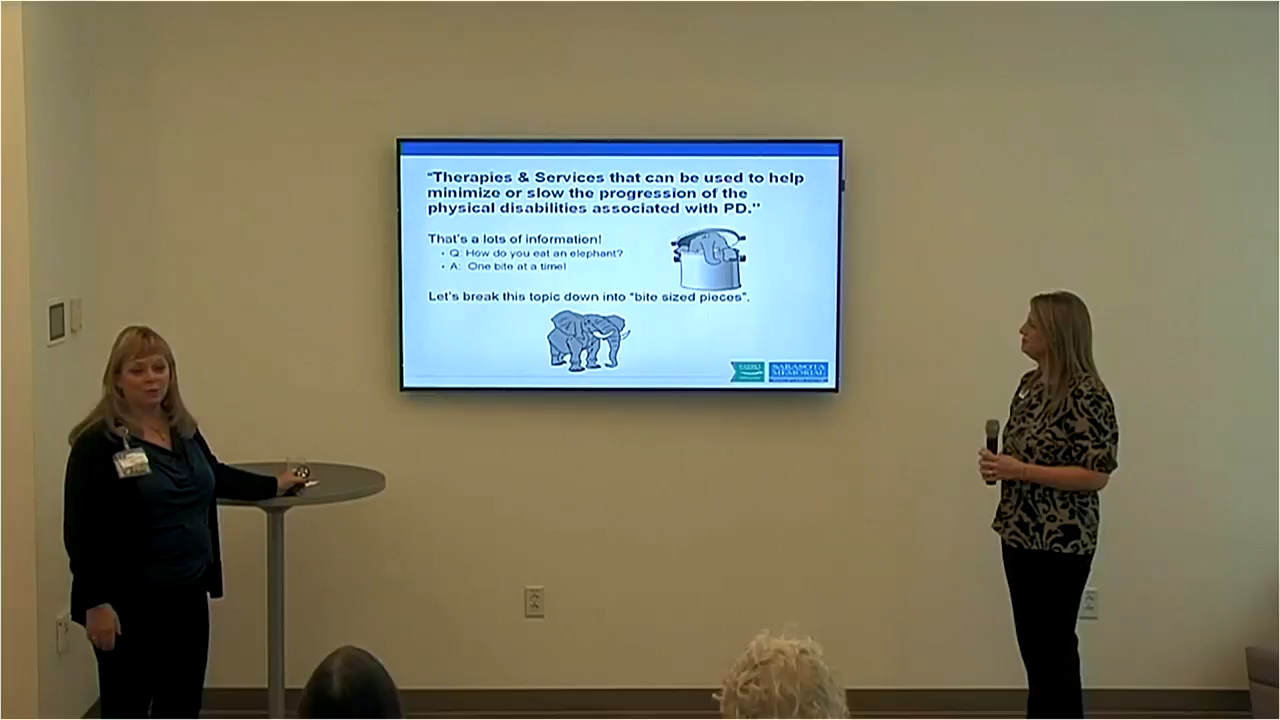 "Therapies & Services that can be used to help
minimize or slow the progression of the
physical disabilities associated with PD."
That's a lots of information!
• Q: How do you eat an elephant?
• A: One bite at a time!
Let's break this topic down into "bite sized pieces".
SARASOTA
MEMORIAL